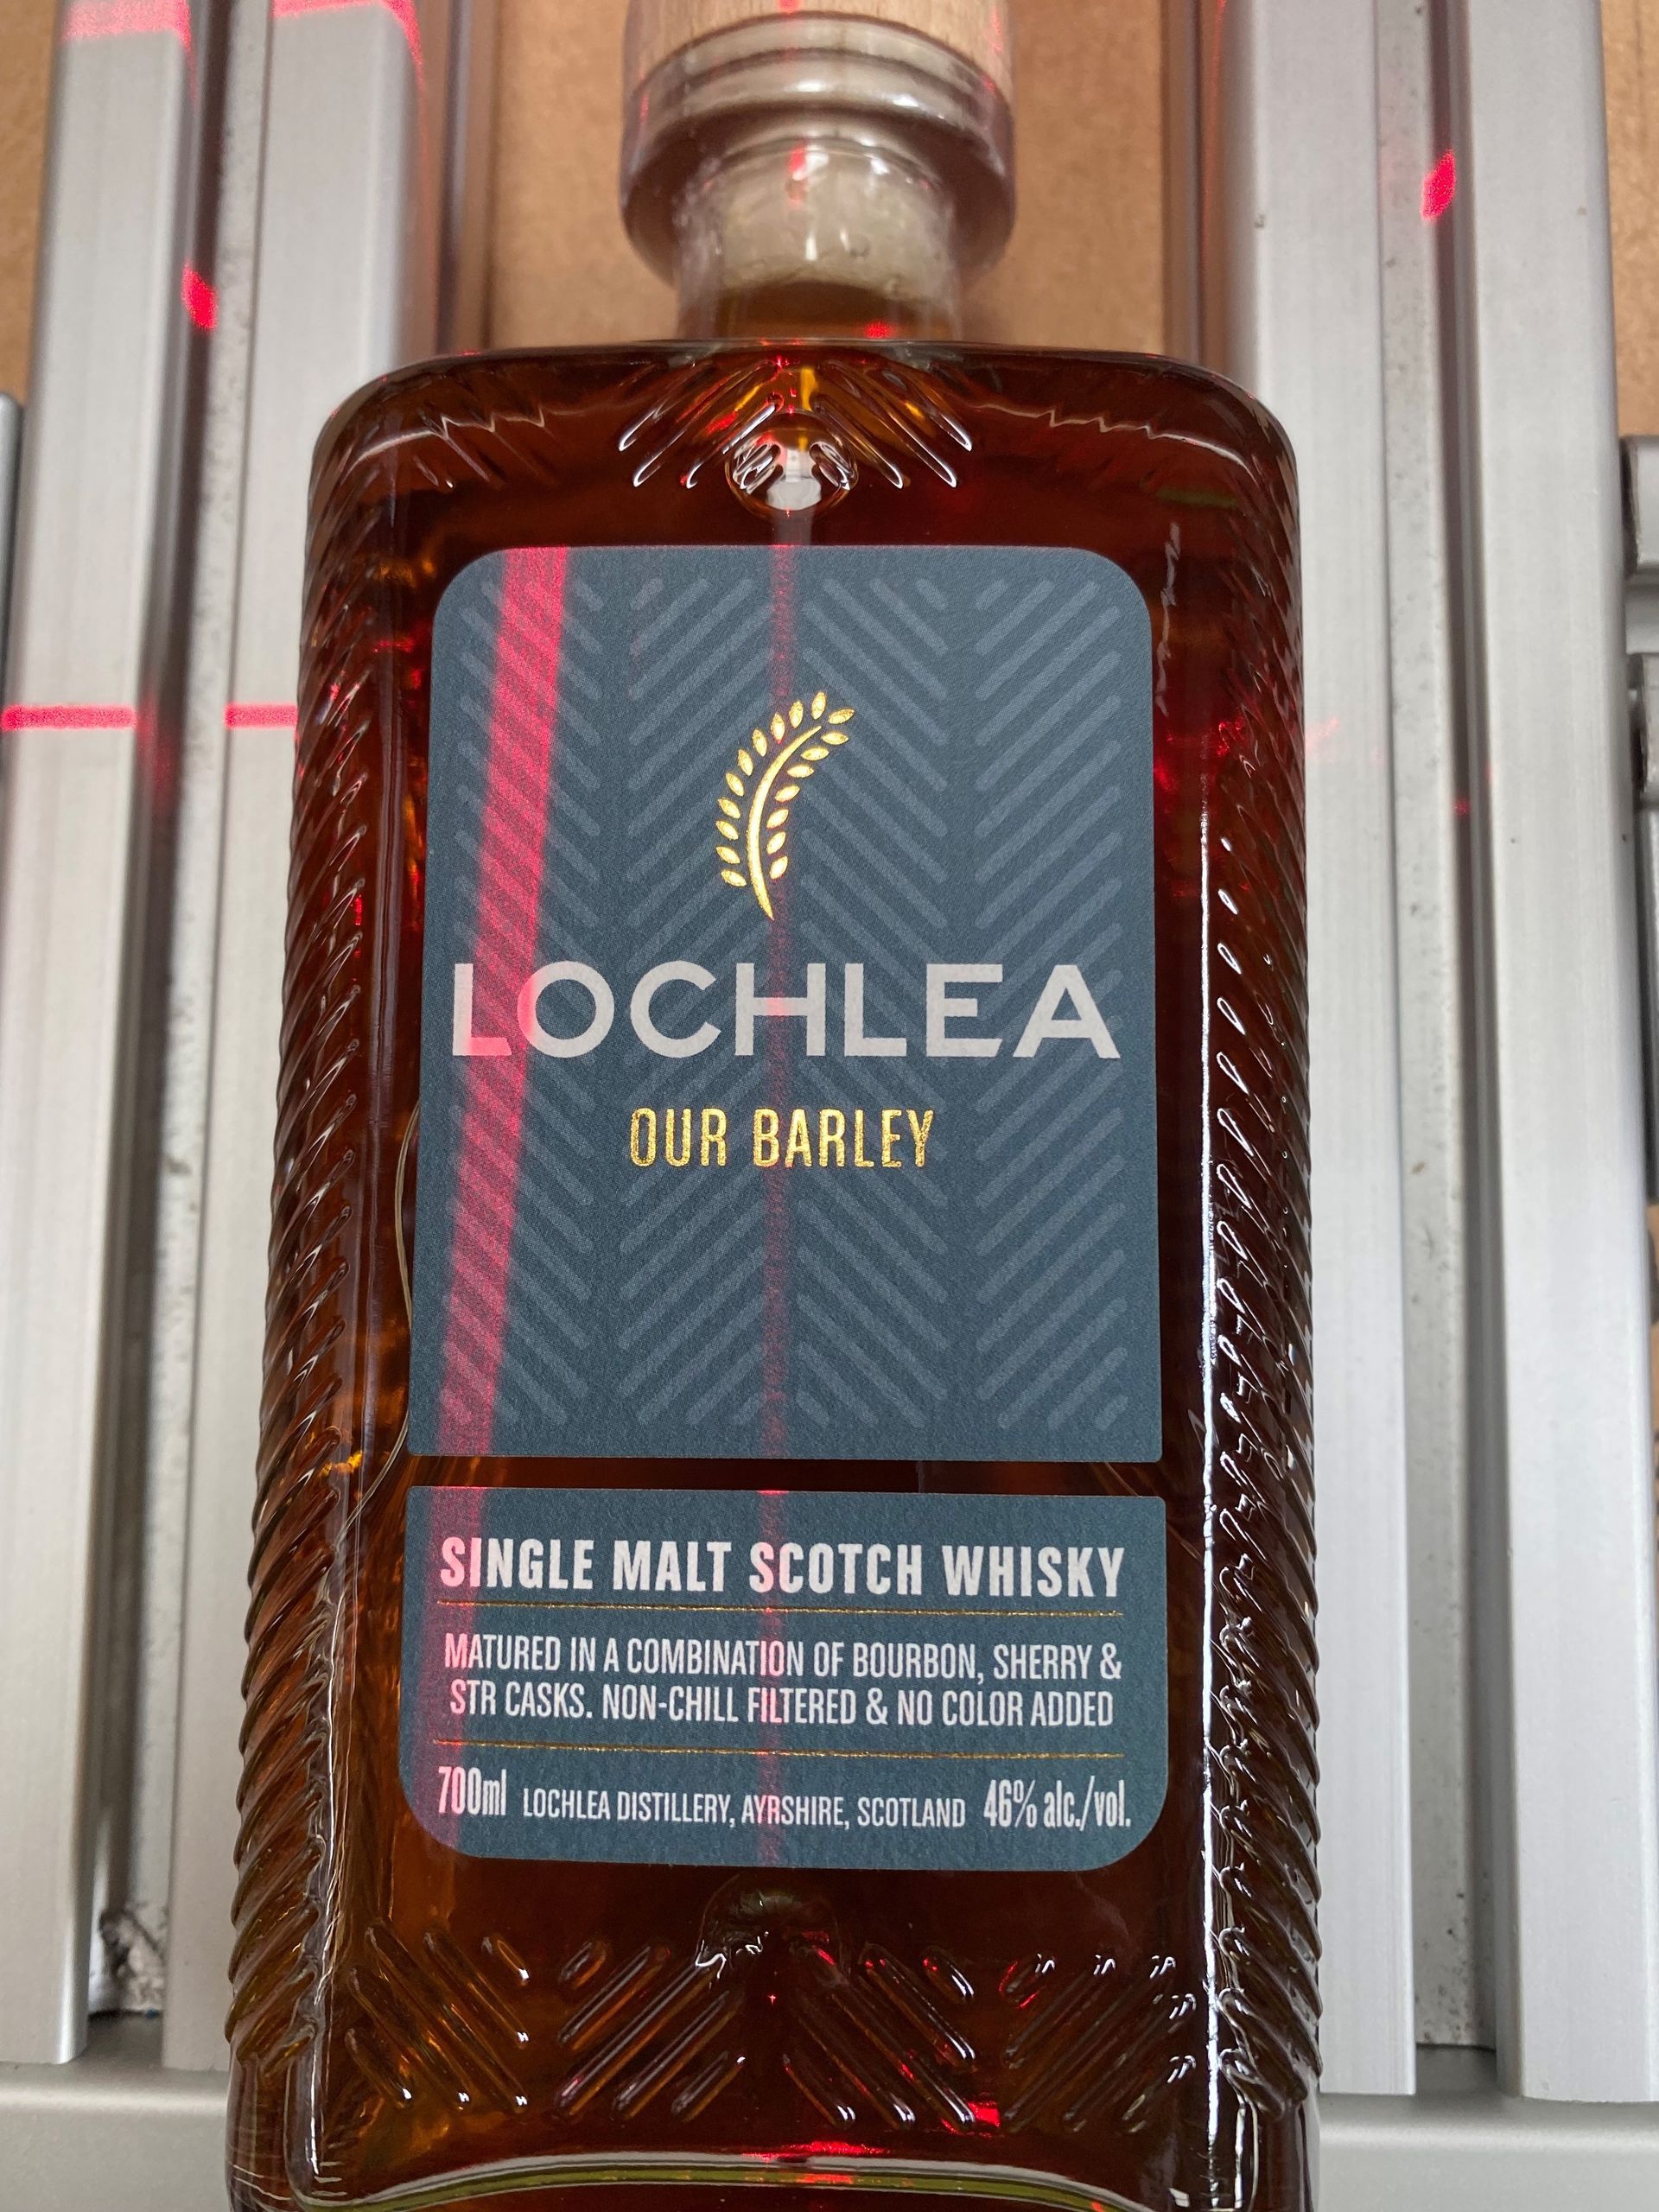 LOCHLEA
OUR BARLEY
SINGLE MALT SCOTCH WHISKY
MATURED IN A COMBINATION OF BOURBON, SHERRY &
STR CASKS. NON-CHILL FILTERED & NO COLOR ADDED
700ml LOCHLEA DISTILLERY, AYRSHIRE, SCOTLAND 46% alc./vol.